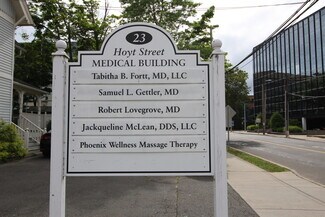 23
Hoyt Street
MEDICAL BUILDING
Tabitha B. Fortt, MD, LLC
Samuel L. Gettler, MD
Robert Lovegrove, MD
Jacqueline McLean, DDS, LLC
Phoenix Wellness Massage Therapy